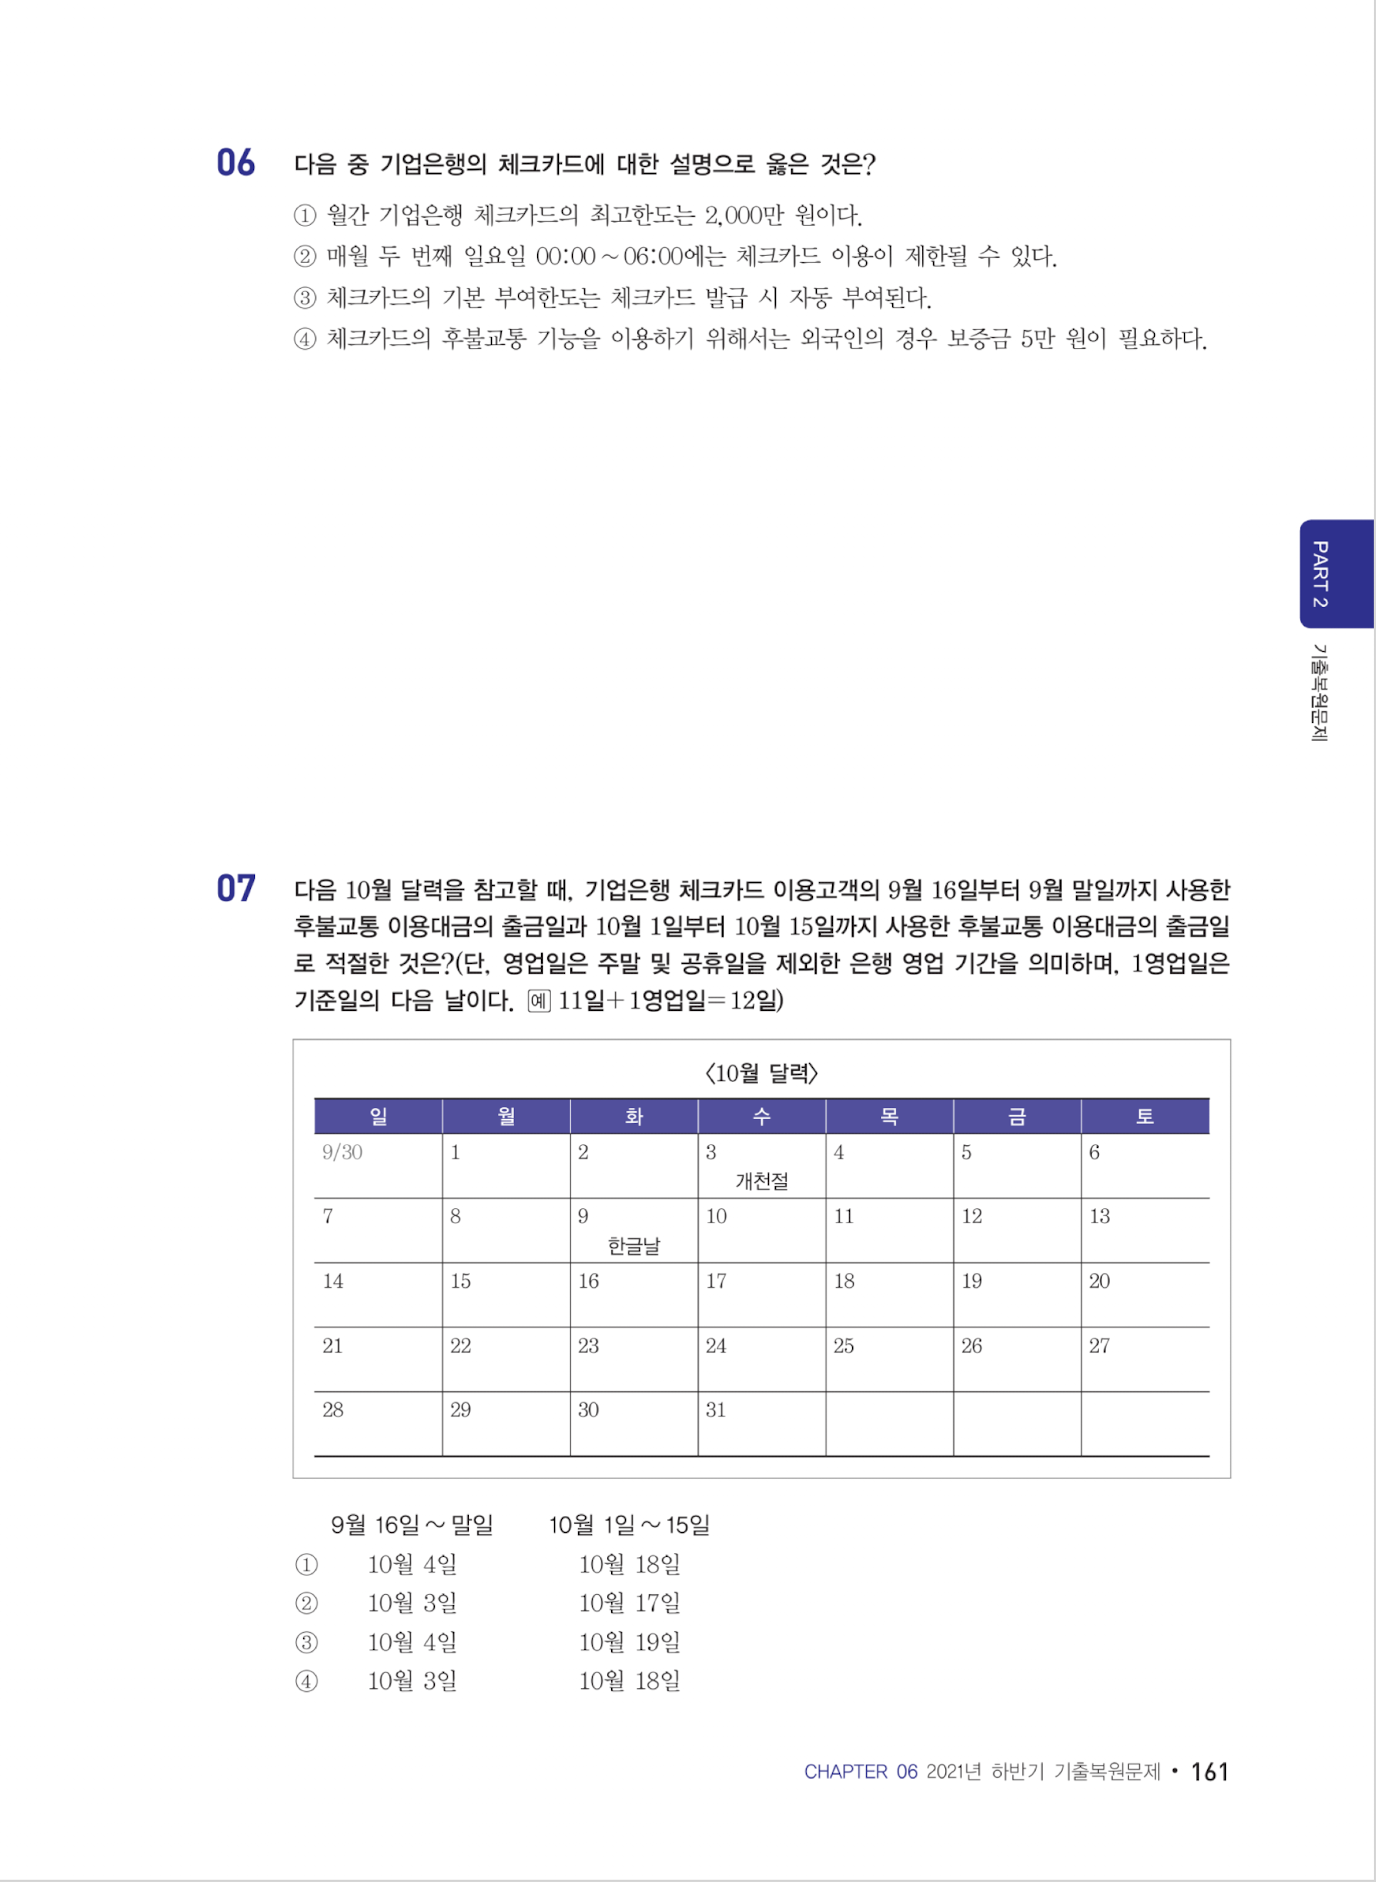 06 다음 중 기업은행의 체크카드에 대한 설명으로 옳은 것은?
① 월간 기업은행 체크카드의 최고한도는 2,000만 원이다.
② 매월 두 번째 일요일 00:00 ~ 06:00에는 체크카드 이용이 제한될 수 있다.
③ 체크카드의 기본 부여한도는 체크카드 발급 시 자동 부여된다.
④ 체크카드의 후불교통 기능을 이용하기 위해서는 외국인의 경우 보증금 5만 원이 필요하다.
PART 2
기출복원문제
07 다음 10월 달력을 참고할 때, 기업은행 체크카드 이용고객의 9월 16일부터 9월 말일까지 사용한
후불교통 이용대금의 출금일과 10월 1일부터 10월 15일까지 사용한 후불교통 이용대금의 출금일
로 적절한 것은?(단, 영업일은 주말 및 공휴일을 제외한 은행 영업 기간을 의미하며, 1영업일은
기준일의 다음 날이다. 예 11일+1영업일=12일)
〈10월 달력〉
일 월 화 수 목 금 토
9/30 1 2 3 4 5 6
개천절
7 8 9 10 11 12 13
한글날
14 15 16 17 18 19 20
21 22 23 24 25 26 27
28 29 30 31
9월 16일 ~ 말일 10월 1일 ~ 15일
① 10월 4일 10월 18일
② 10월 3일 10월 17일
③ 10월 4일 10월 19일
④ 10월 3일 10월 18일
CHAPTER 06 2021년 하반기 기출복원문제 • 161